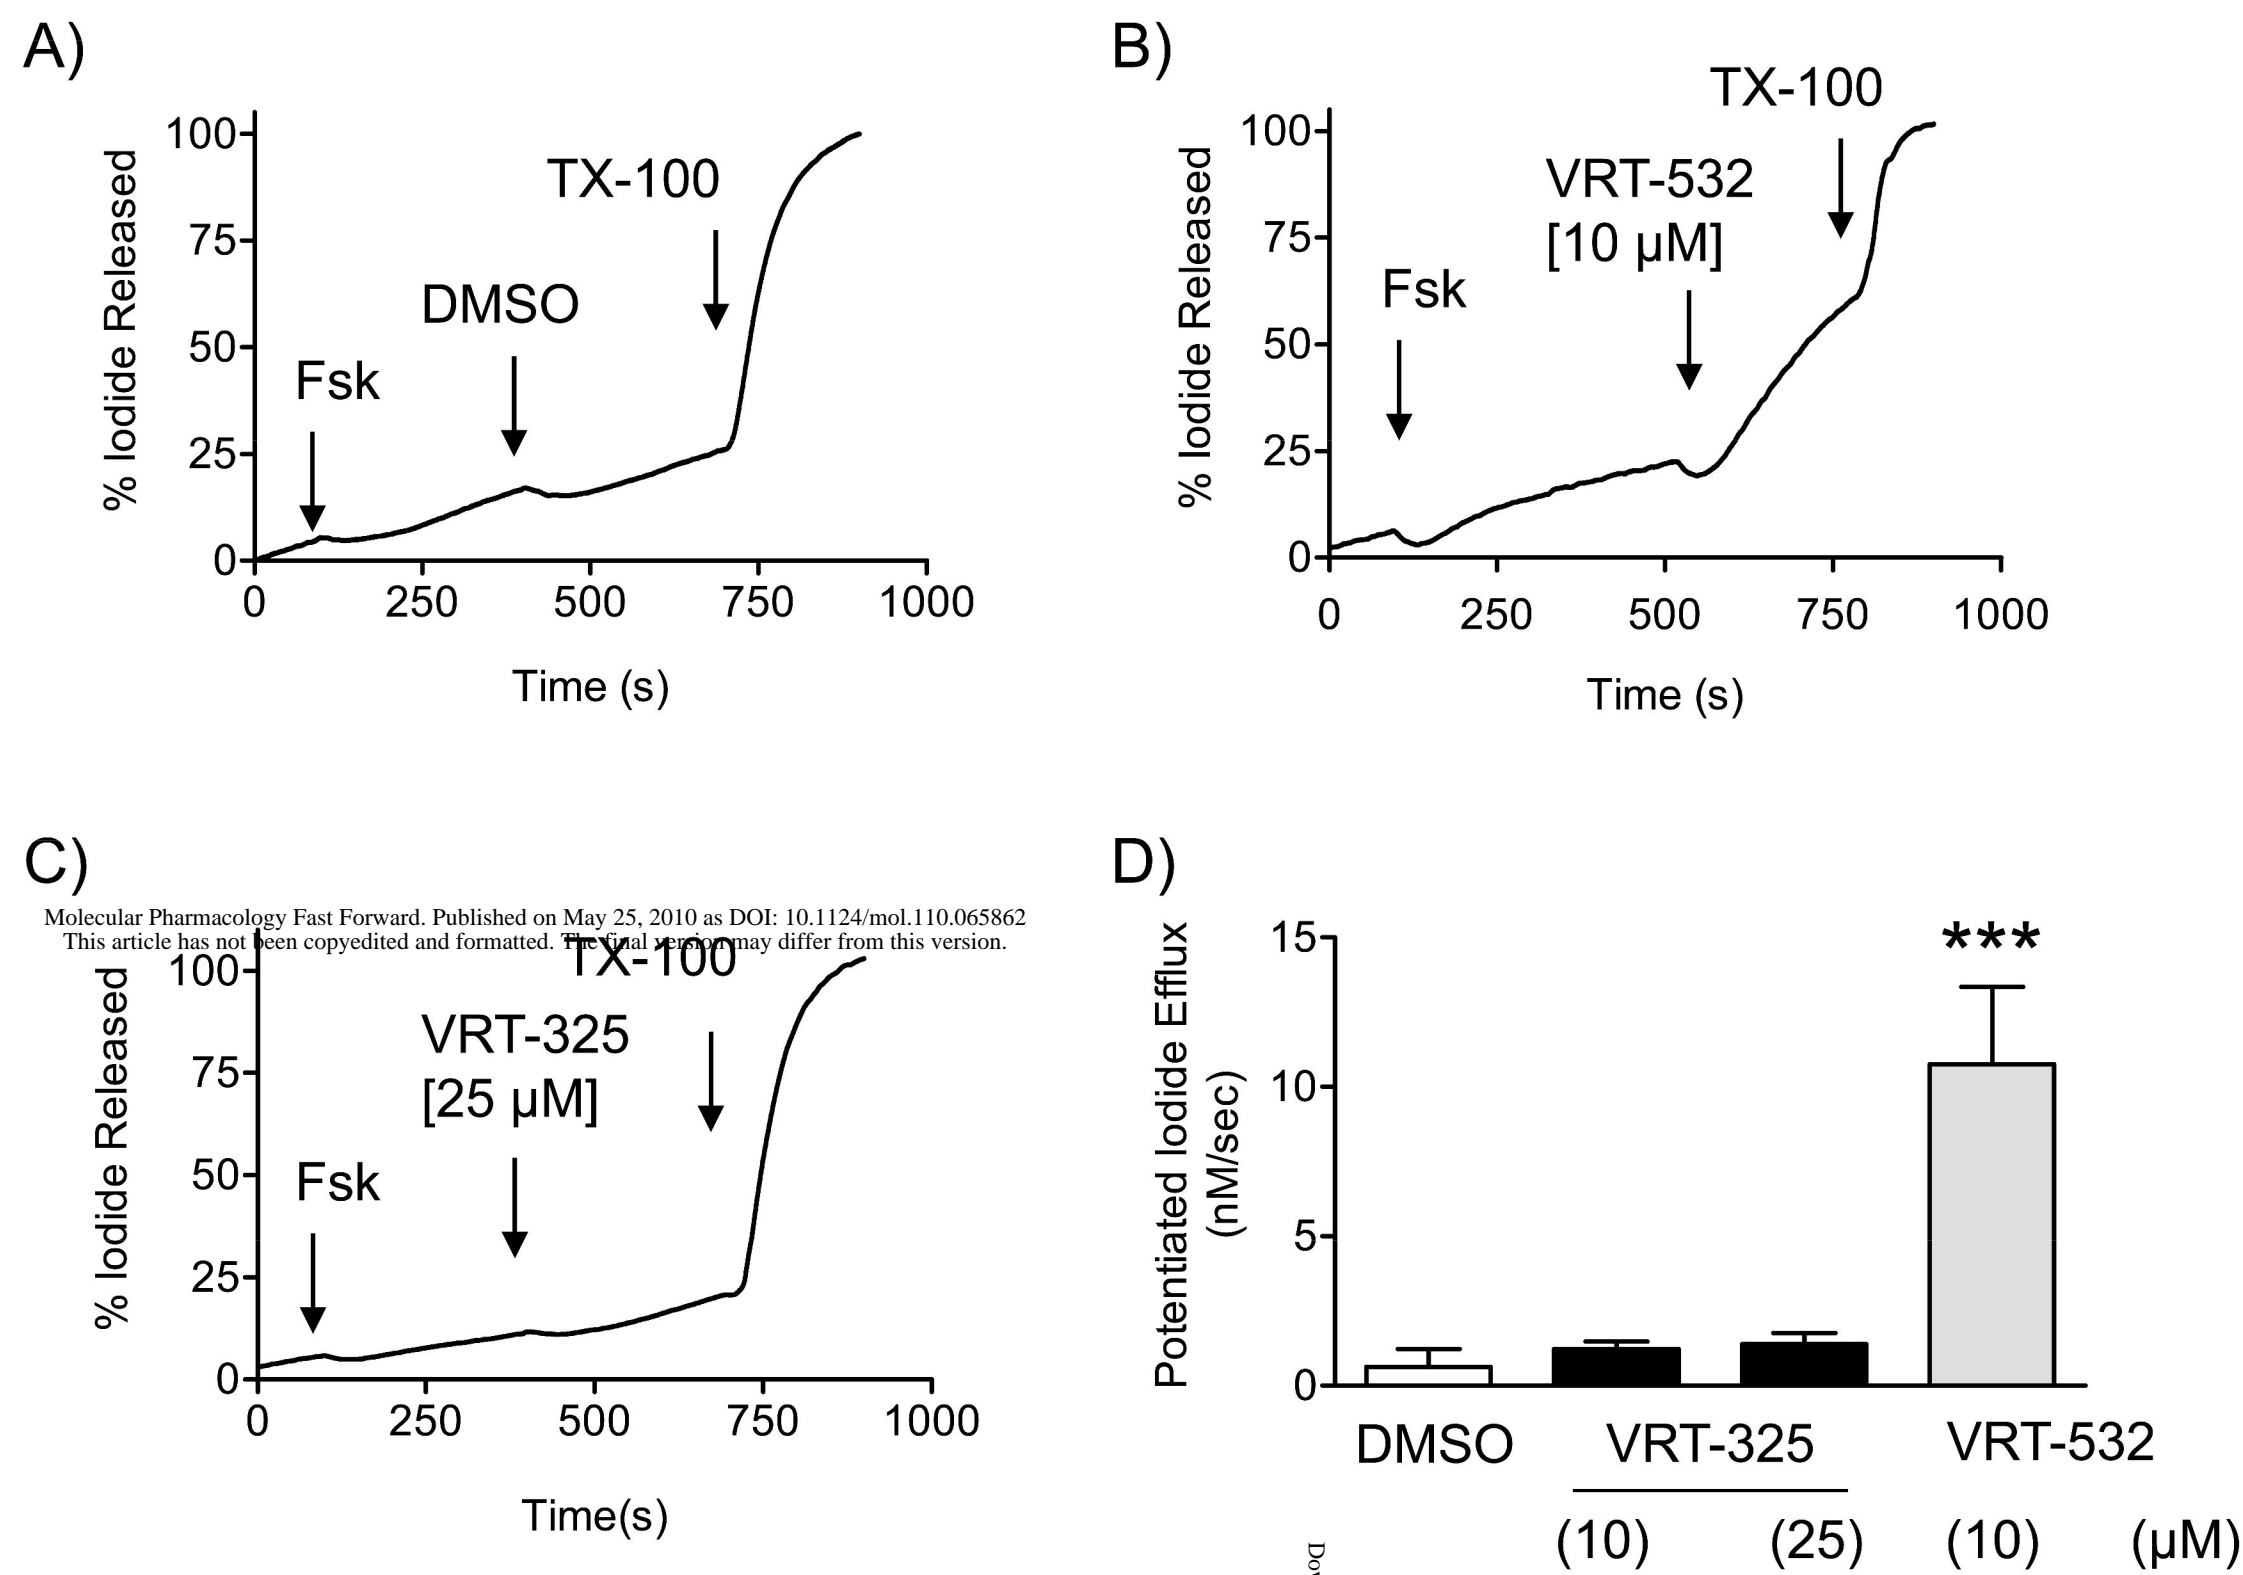 A)
% Iodide Released
100
75
50
25
0
Fsk
DMSO
TX-100
0 250 500 750 1000
Time (s)
B)
% Iodide Released
100
75
50
25
0
Fsk
VRT-532
[10 µM]
TX-100
0 250 500 750 1000
Time (s)
C)
Molecular Pharmacology Fast Forward. Published on May 25, 2010 as DOI: 10.1124/mol.110.065862
This article has not been copyedited and formatted. The final version may differ from this version.
% Iodide Released
100
75
50
25
0
Fsk
VRT-325
[25 µM]
TX-100
0 250 500 750 1000
Time(s)
D)
Potentiated Iodide Efflux
(nM/sec)
15
10
5
0
***
DMSO VRT-325 VRT-532
(10) (25) (10) (µM)